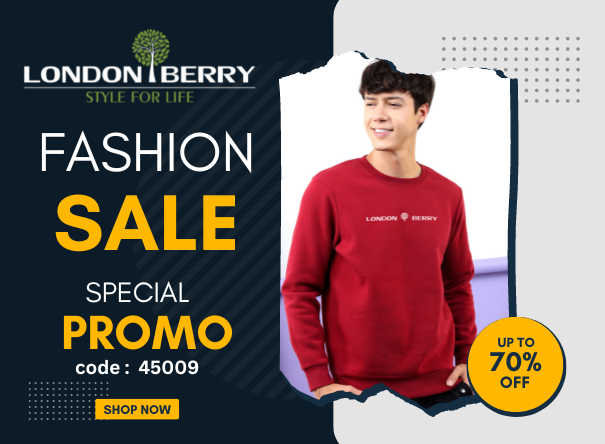 LONDON BERRY
STYLE FOR LIFE
FASHION
SALE
SPECIAL
PROMO
code : 45009
SHOP NOW
LONDON BERRY
UP TO
70%
OFF